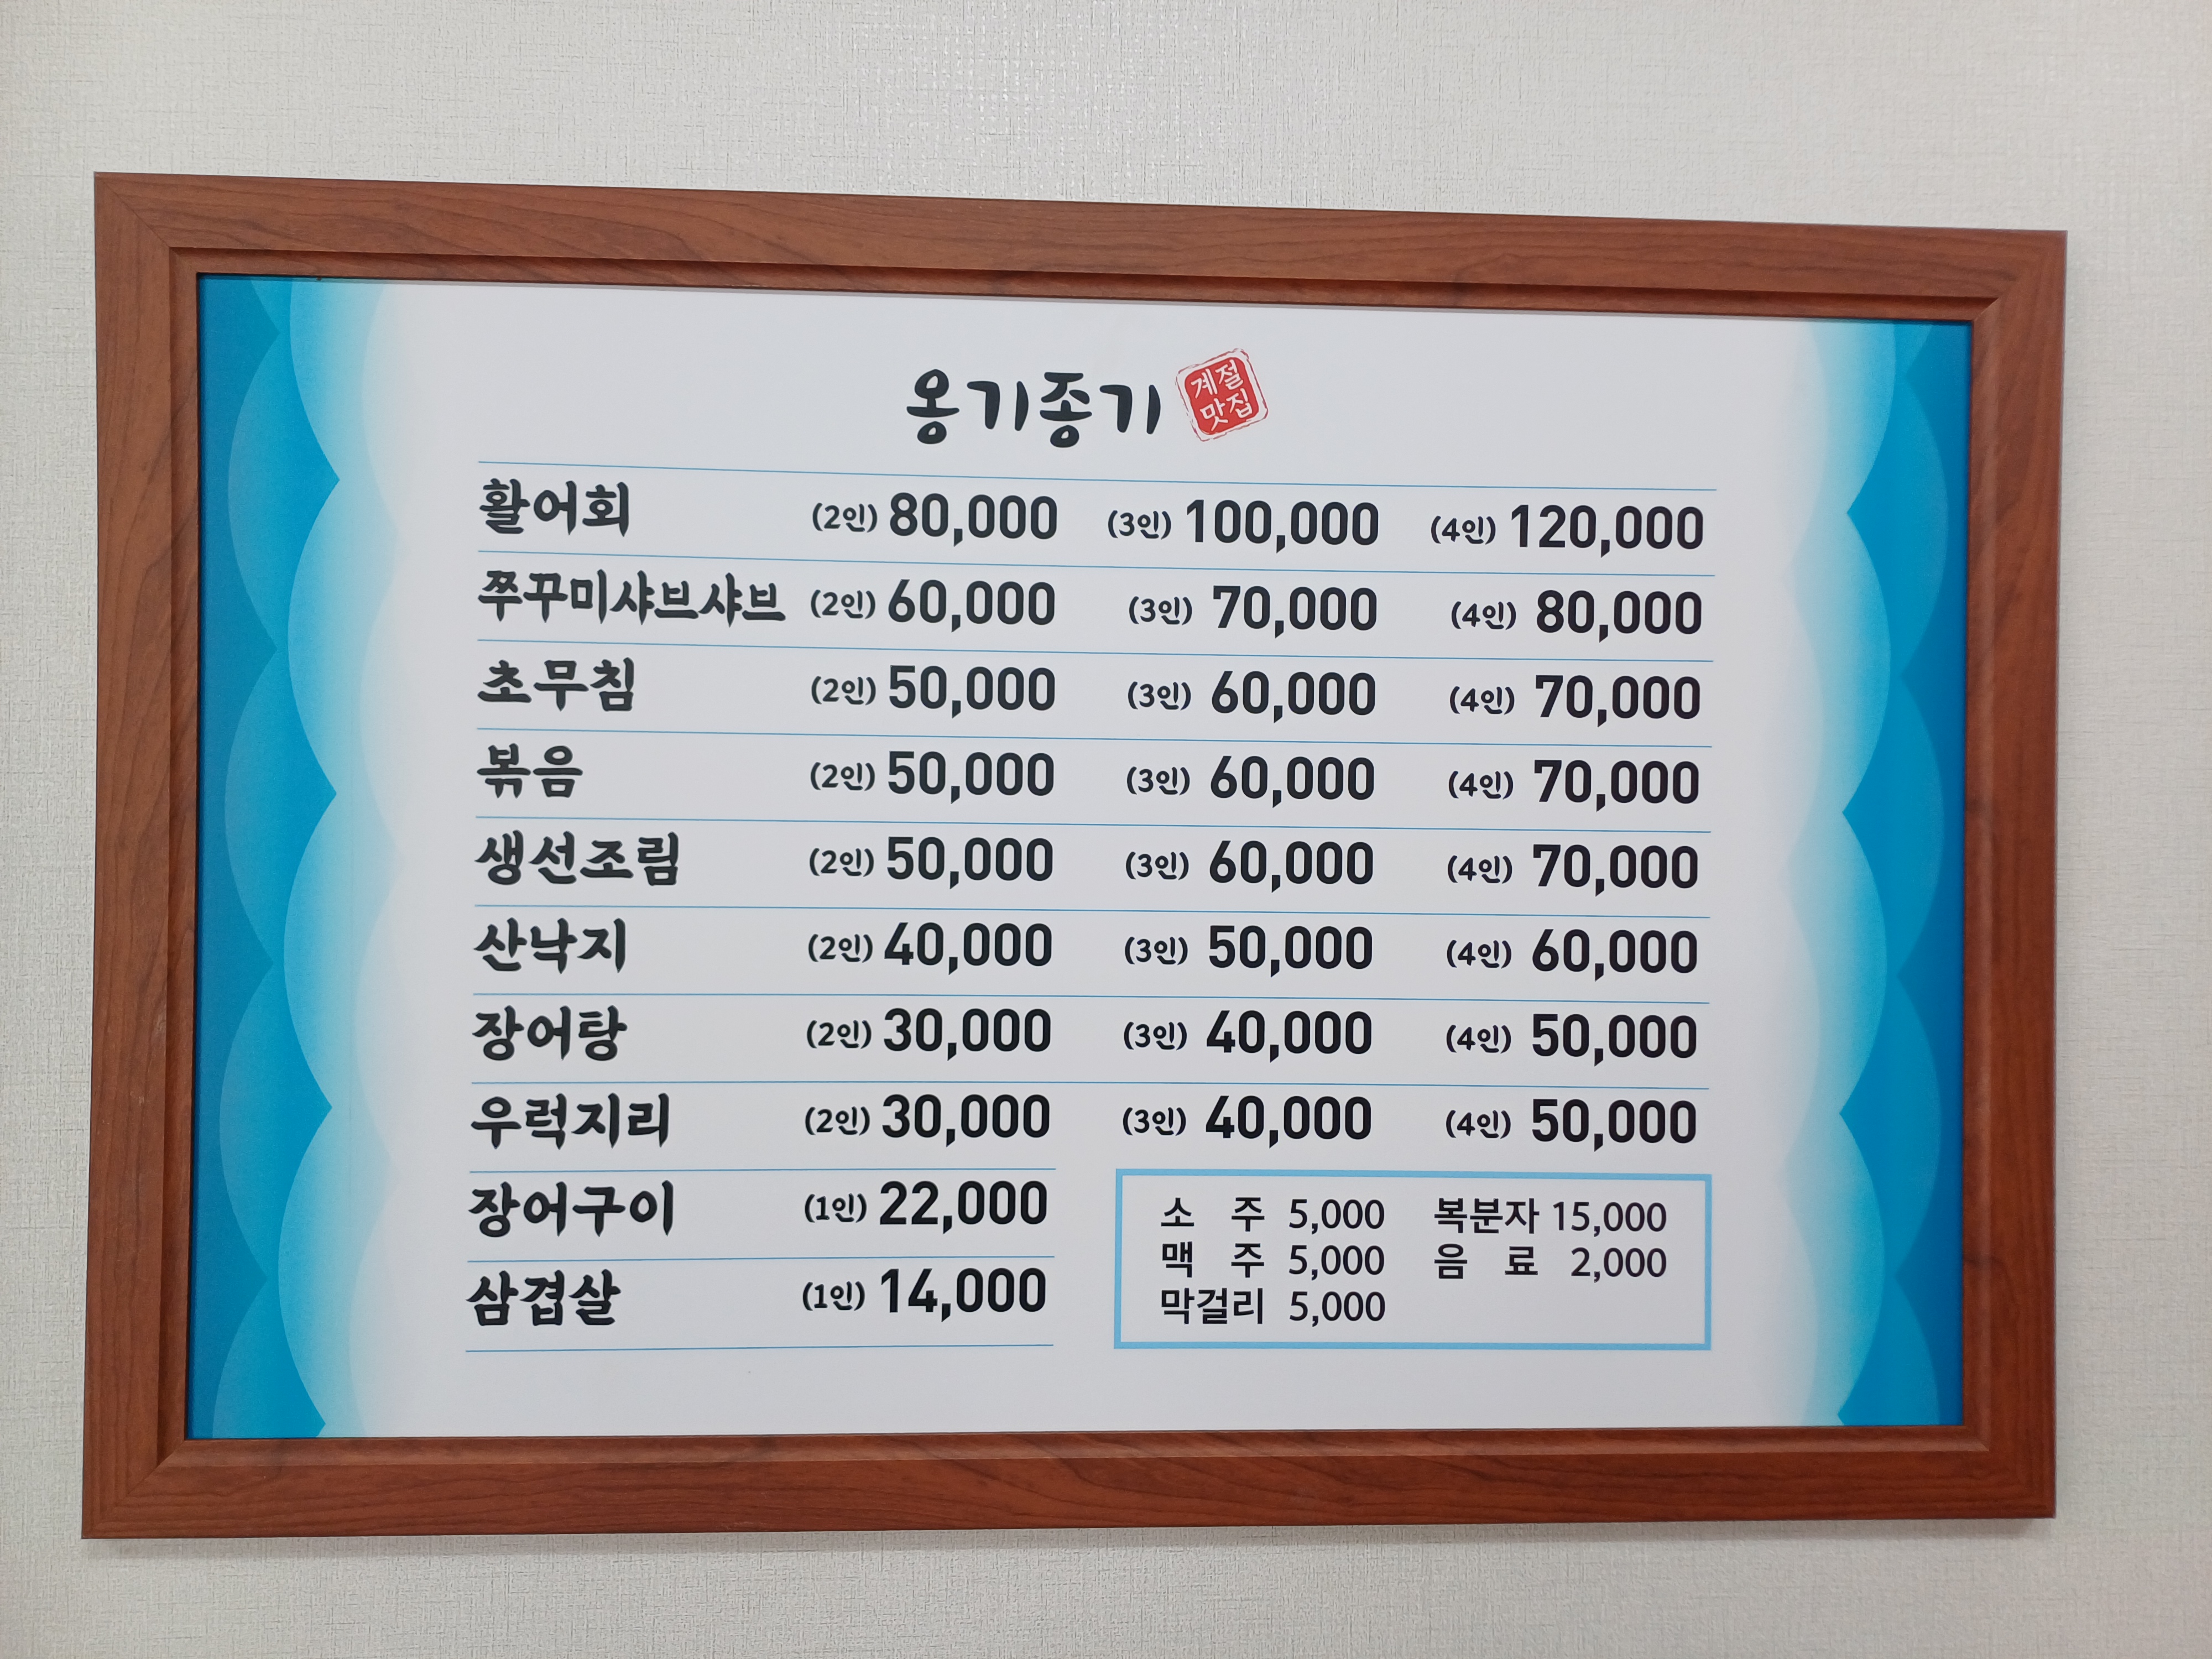 옹기종기 계절
맛집
활어회 (2인) 80,000 (3인) 100,000 (4인) 120,000
쭈꾸미샤브샤브 (2인) 60,000 (3인) 70,000 (4인) 80,000
초무침 (2인) 50,000 (3인) 60,000 (4인) 70,000
볶음 (2인) 50,000 (3인) 60,000 (4인) 70,000
생선조림 (2인) 50,000 (3인) 60,000 (4인) 70,000
산낙지 (2인) 40,000 (3인) 50,000 (4인) 60,000
장어탕 (2인) 30,000 (3인) 40,000 (4인) 50,000
우럭지리 (2인) 30,000 (3인) 40,000 (4인) 50,000
장어구이 (1인) 22,000
삼겹살 (1인) 14,000
소 주 5,000 복분자 15,000
맥 주 5,000 음 료 2,000
막걸리 5,000